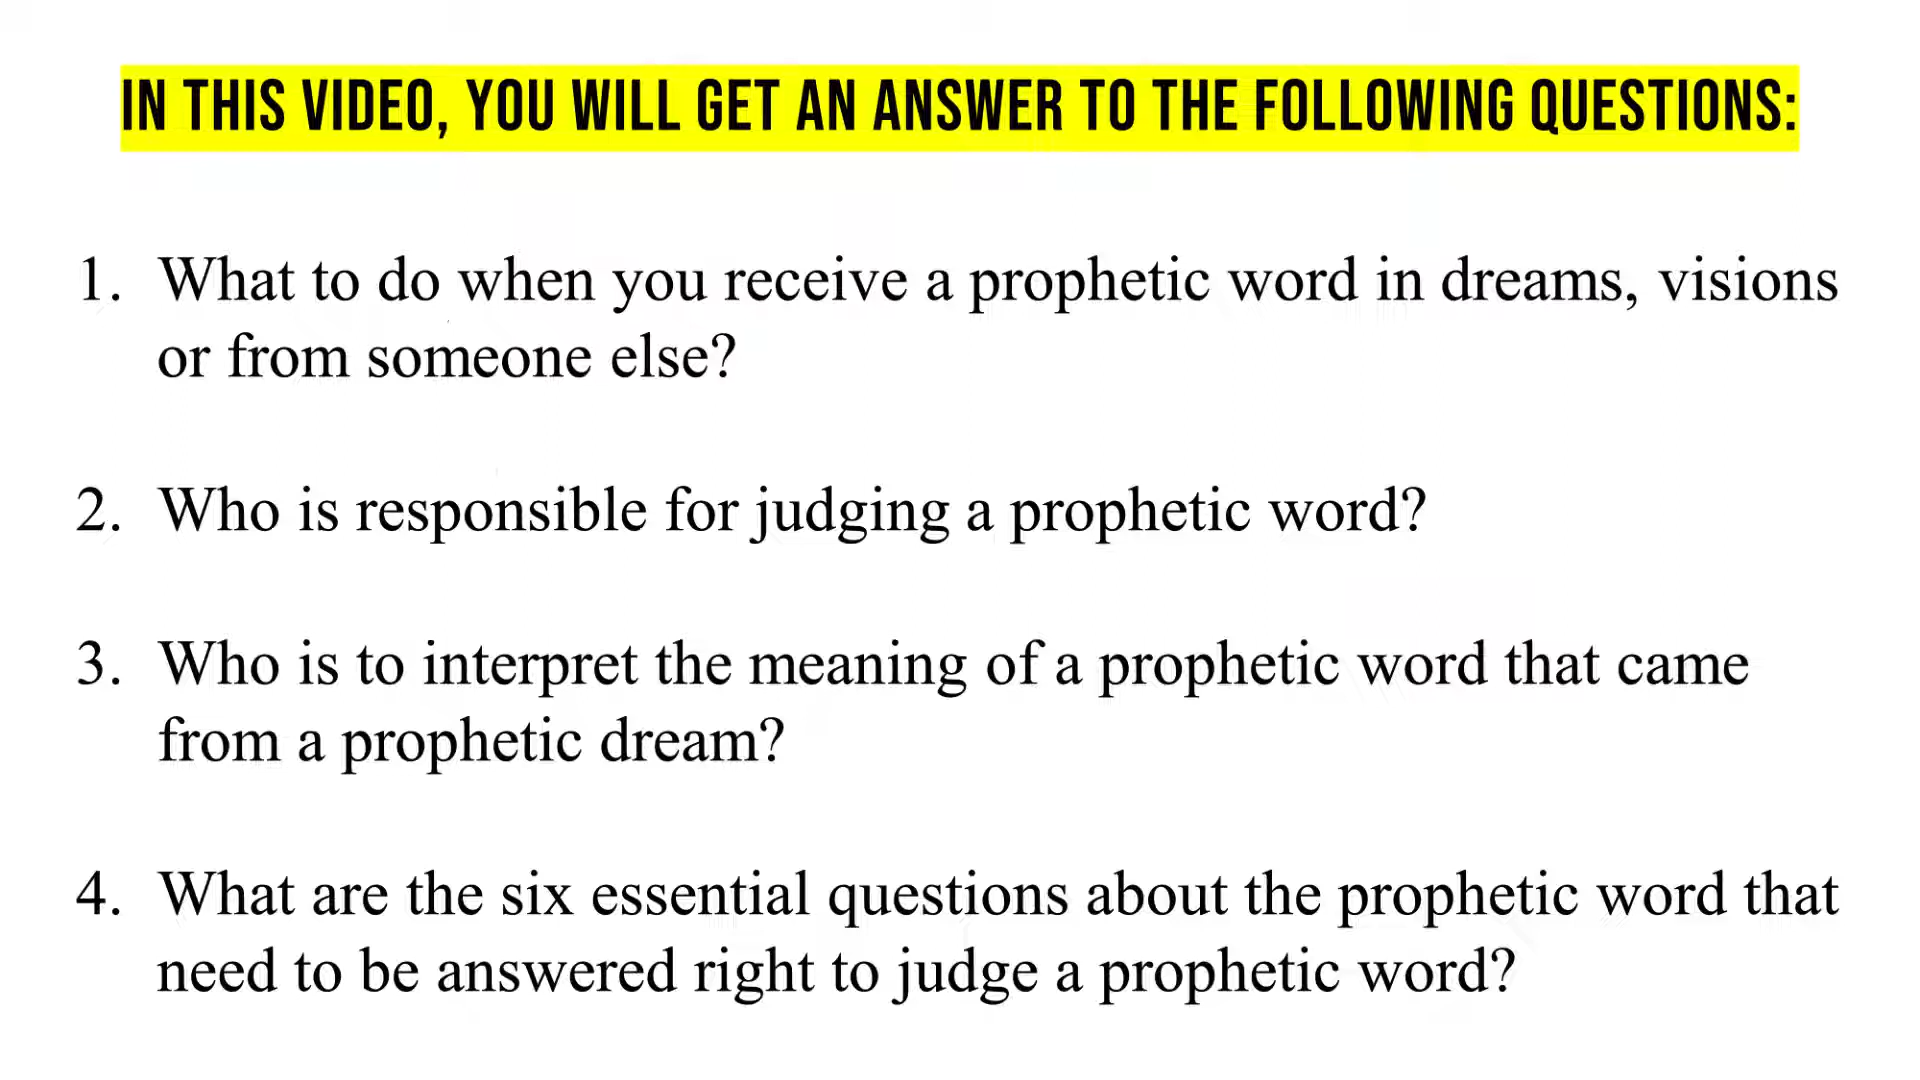 IN THIS VIDEO, YOU WILL GET AN ANSWER TO THE FOLLOWING QUESTIONS:
1. What to do when you receive a prophetic word in dreams, visions
or from someone else?
2. Who is responsible for judging a prophetic word?
3. Who is to interpret the meaning of a prophetic word that came
from a prophetic dream?
4. What are the six essential questions about the prophetic word that
need to be answered right to judge a prophetic word?